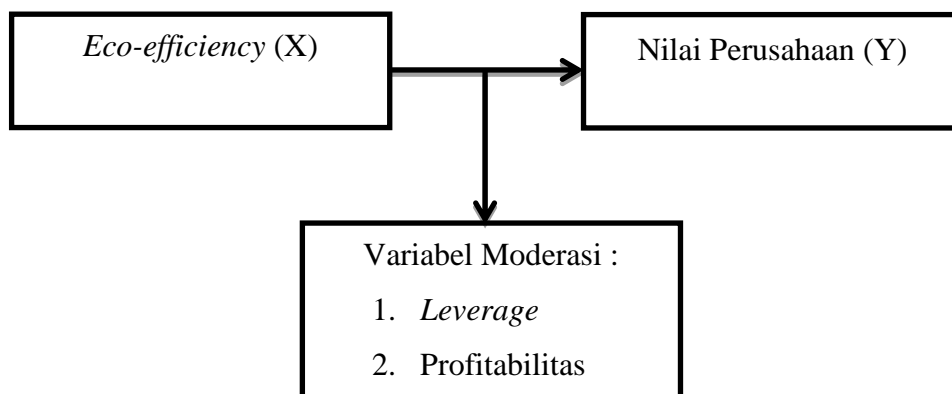 Eco-efficiency (X)
Nilai Perusahaan (Y)
Variabel Moderasi :
1. Leverage
2. Profitabilitas